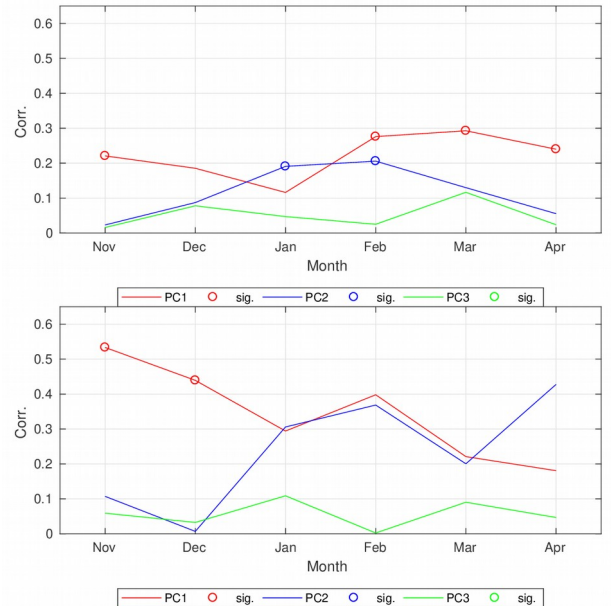 0.6
0.5
0.4
0.3
0.2
0.1
0
Corr.
Nov Dec Jan Feb Mar Apr
Month
PC1 sig. PC2 sig. PC3 sig.
0.6
0.5
0.4
0.3
0.2
0.1
0
Corr.
Nov Dec Jan Feb Mar Apr
Month
PC1 sig. PC2 sig. PC3 sig.